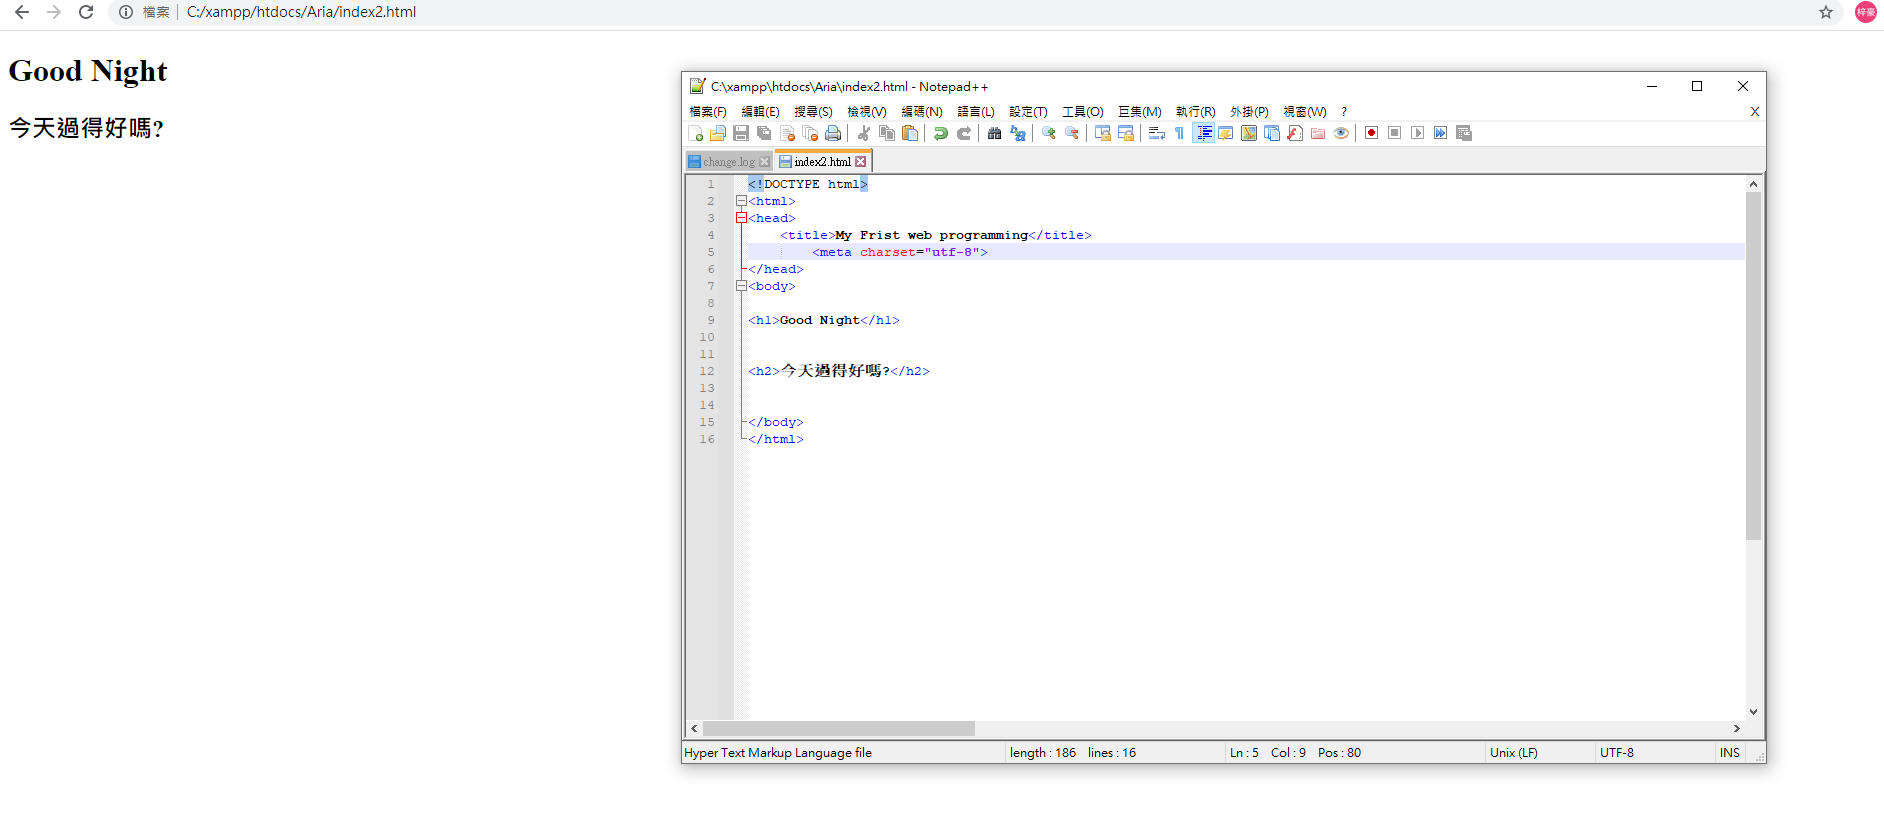 檔案 C:/xampp/htdocs/Aria/index2.html 梓豪
Good Night
今天過得好嗎?
C:\xampp\htdocs\Aria\index2.html - Notepad++
檔案(F) 編輯(E) 搜尋(S) 檢視(V) 編碼(N) 語言(L) 設定(T) 工具(O) 巨集(M) 執行(R) 外掛(P) 視窗(W) ? X
change.log index2.html
1 <!DOCTYPE html>
2 <html>
3 <head>
4 <title>My Frist web programming</title>
5 <meta charset="utf-8">
6 </head>
7 <body>
8
9 <h1>Good Night</h1>
10
11
12 <h2>今天過得好嗎?</h2>
13
14
15 </body>
16 </html>
Hyper Text Markup Language file length : 186 lines : 16 Ln : 5 Col : 9 Pos : 80 Unix (LF) UTF-8 INS